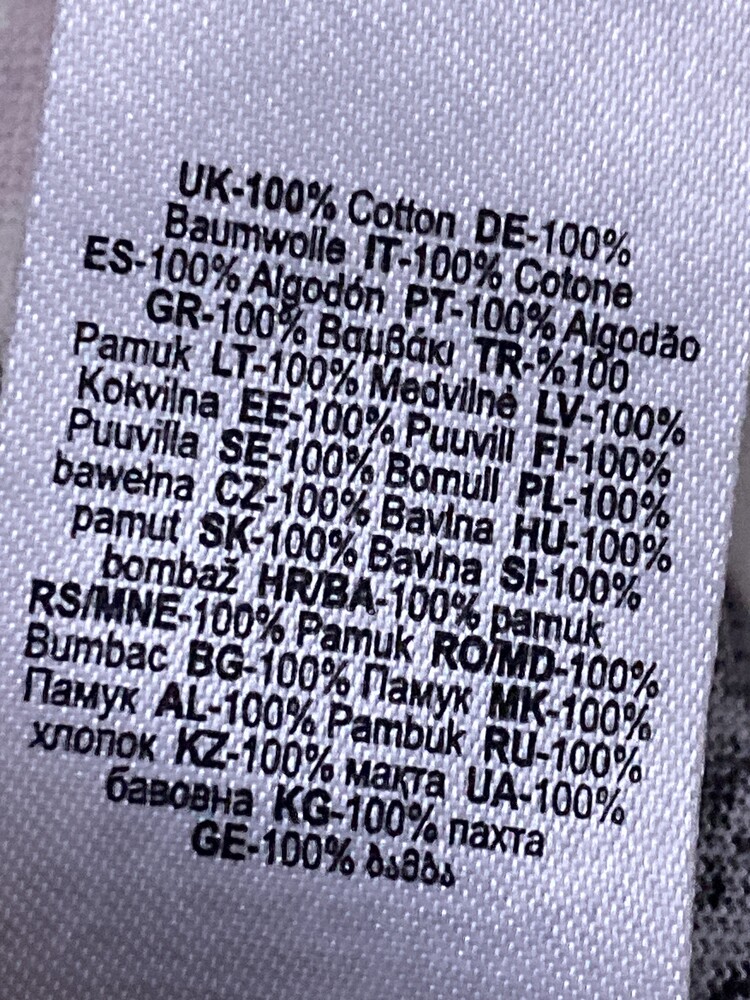 UK-100% Cotton DE-100%
Baumwolle IT-100% Cotone
ES-100% Algodón PT-100% Algodão
GR-100% Βαμβάκι TR-%100
Pamuk LT-100% Medvilnė LV-100%
Kokvilna EE-100% Puuvill FI-100%
Puuvilla SE-100% Bomull PL-100%
bawełna CZ-100% Bavlna HU-100%
pamut SK-100% Bavlna SI-100%
bombaž HR/BA-100% pamuk
RS/MNE-100% Pamuk RO/MD-100%
Bumbac BG-100% Памук MK-100%
Памук AL-100% Pambuk RU-100%
хлопок KZ-100% мақта UA-100%
бавовна KG-100% пахта
GE-100% ბამბა